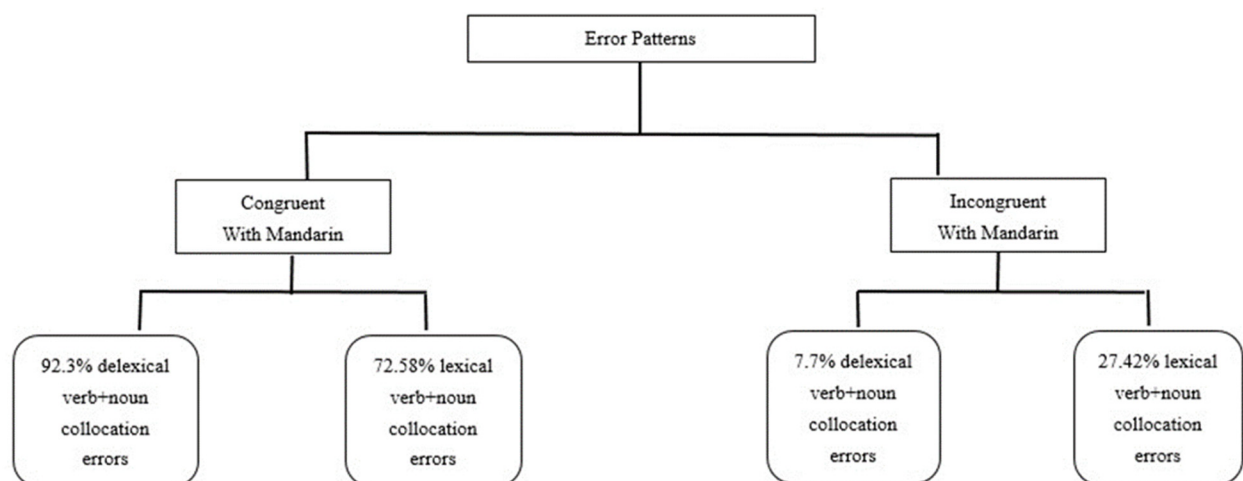 Error Patterns
Congruent
With Mandarin
Incongruent
With Mandarin
92.3% delexical
verb+noun
collocation
errors
72.58% lexical
verb+noun
collocation
errors
7.7% delexical
verb+noun
collocation
errors
27.42% lexical
verb+noun
collocation
errors